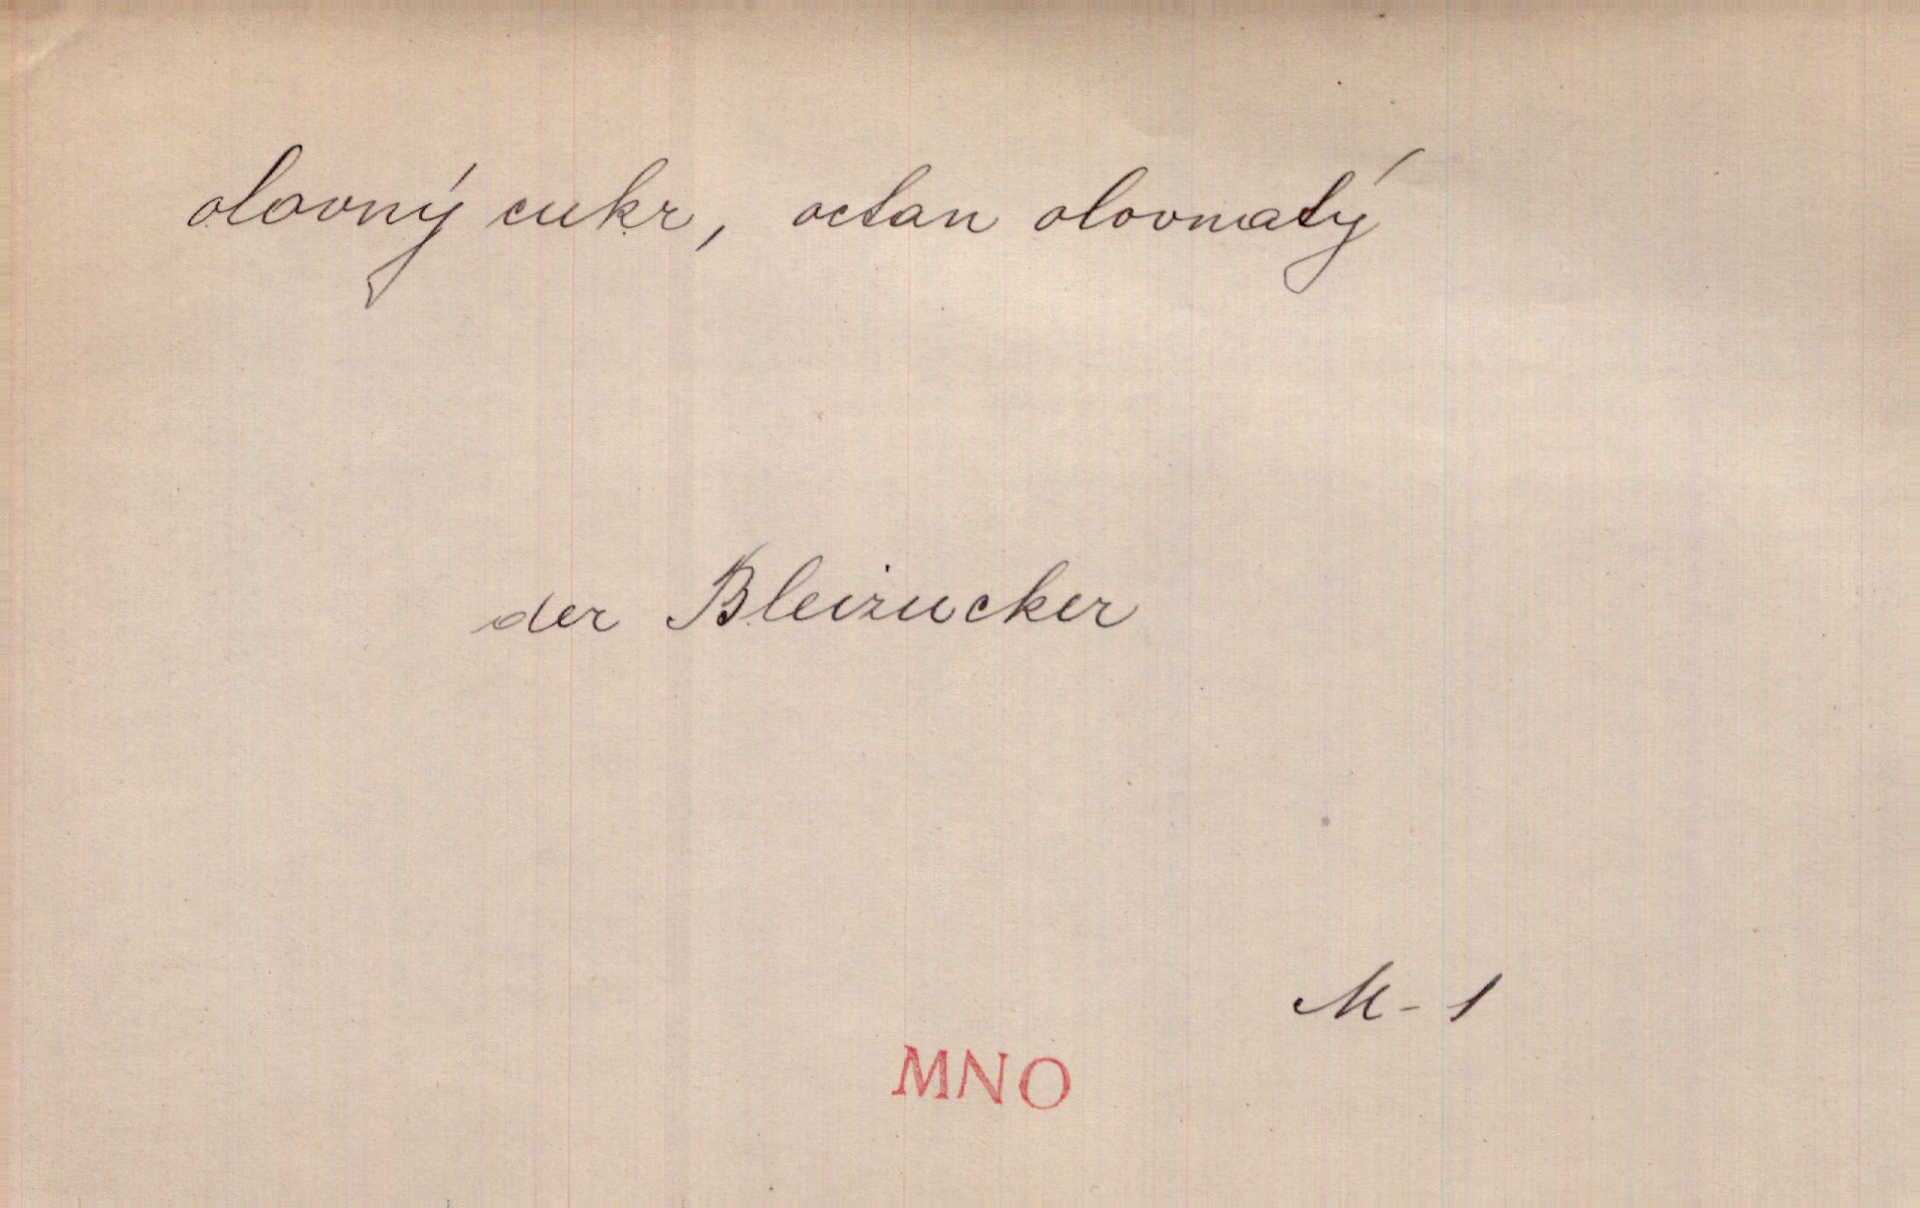 olovný cukr, octan olovnatý
der Bleizucker
M-1
MNO